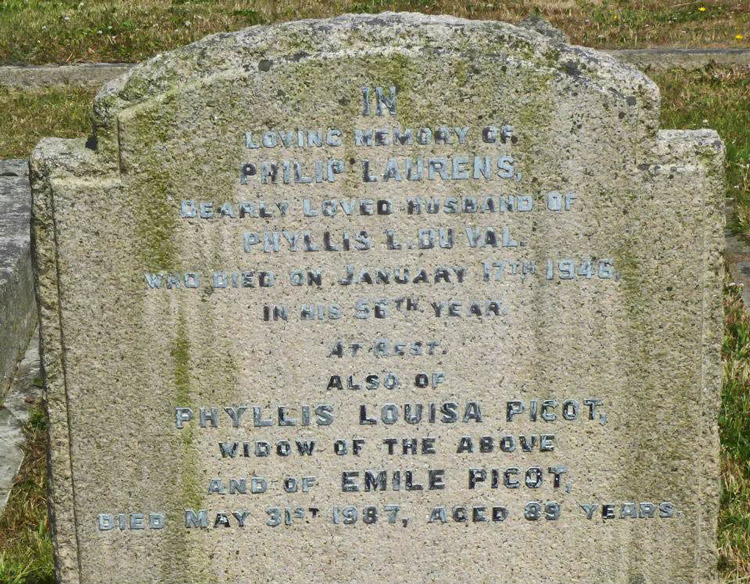 IN
LOVING MEMORY OF
PHILIP LAURENS,
DEARLY LOVED HUSBAND OF
PHYLLIS L. DU VAL.
WHO DIED ON JANUARY 17TH 1946,
IN HIS 56TH YEAR.
AT REST.
ALSO OF
PHYLLIS LOUISA PICOT,
WIDOW OF THE ABOVE
AND OF EMILE PICOT,
DIED MAY 31ST 1987, AGED 89 YEARS.